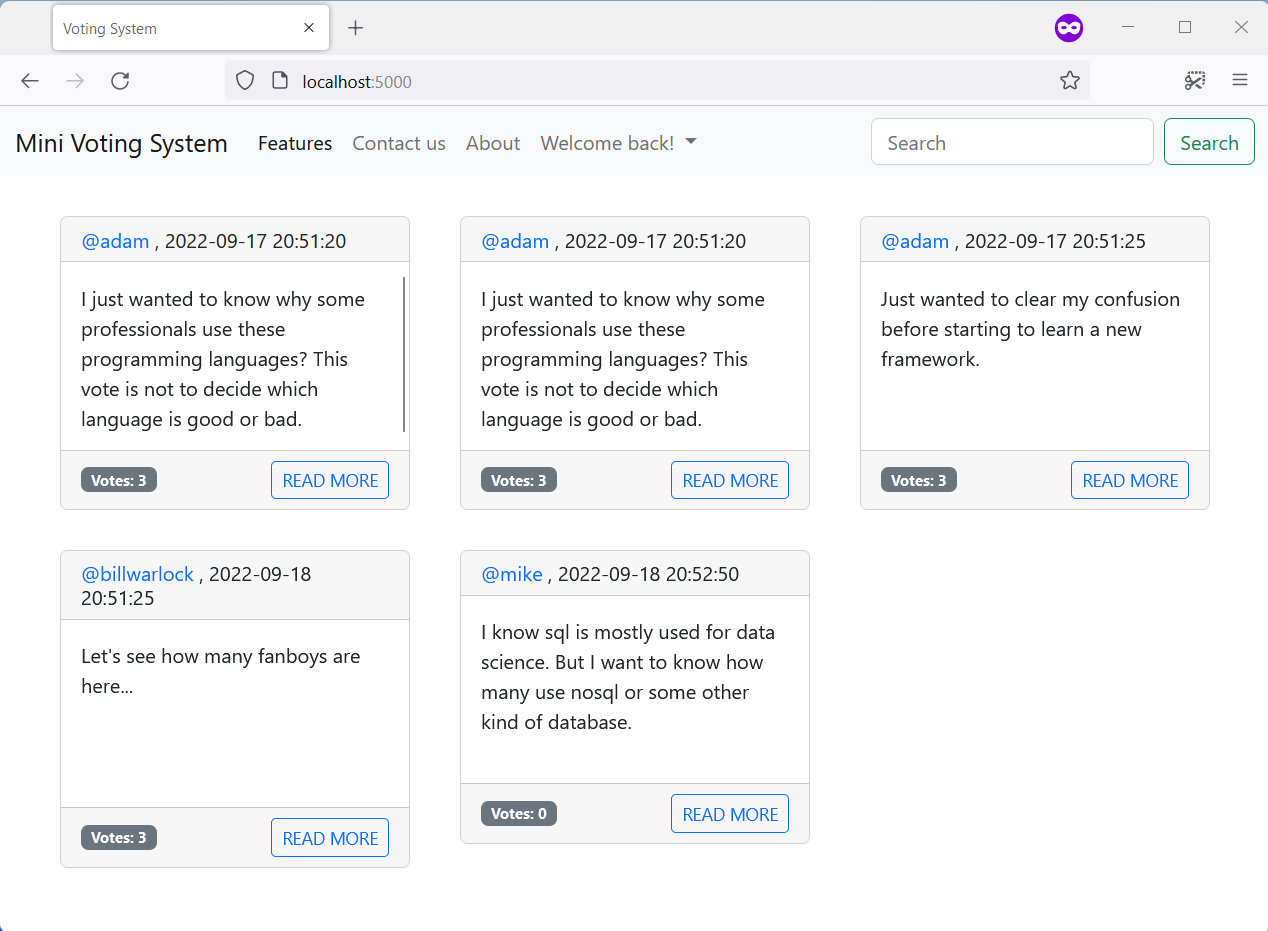 Voting System
localhost:5000
Mini Voting System Features Contact us About Welcome back! Search Search
@adam , 2022-09-17 20:51:20
I just wanted to know why some
professionals use these
programming languages? This
vote is not to decide which
language is good or bad.
Votes: 3 READ MORE
@adam , 2022-09-17 20:51:20
I just wanted to know why some
professionals use these
programming languages? This
vote is not to decide which
language is good or bad.
Votes: 3 READ MORE
@adam , 2022-09-17 20:51:25
Just wanted to clear my confusion
before starting to learn a new
framework.
Votes: 3 READ MORE
@billwarlock , 2022-09-18
20:51:25
Let's see how many fanboys are
here...
Votes: 3 READ MORE
@mike , 2022-09-18 20:52:50
I know sql is mostly used for data
science. But I want to know how
many use nosql or some other
kind of database.
Votes: 0 READ MORE